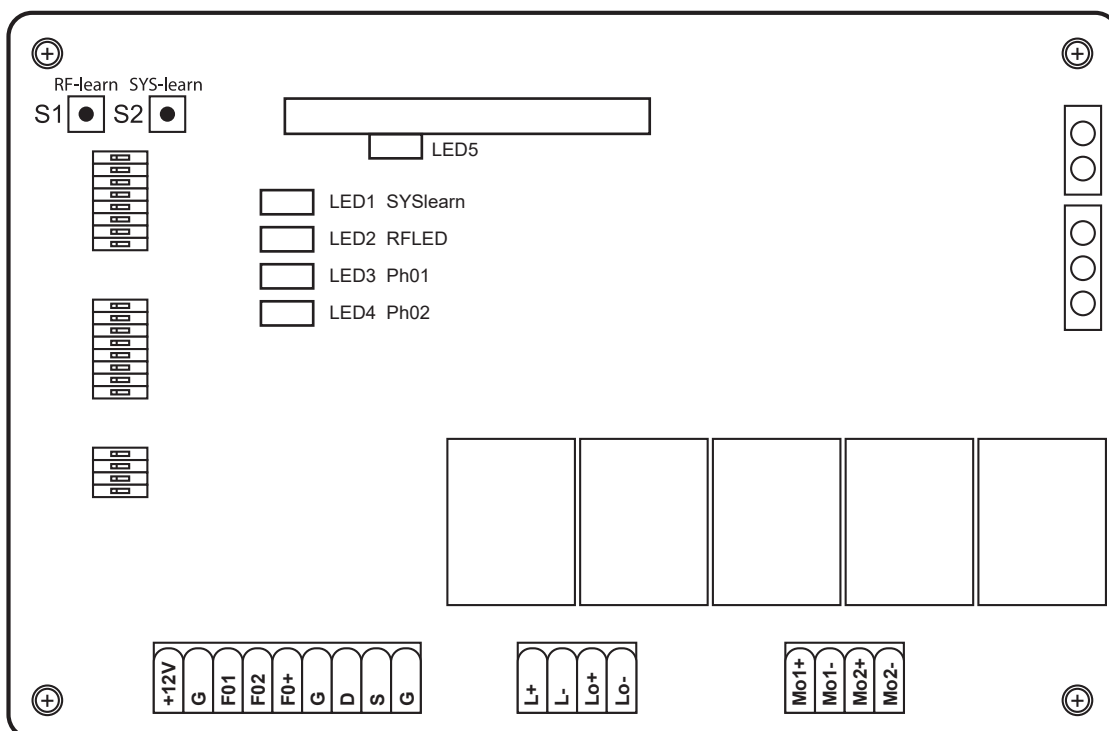 RF-learn SYS-learn
S1 S2
LED5
LED1 SYSlearn
LED2 RFLED
LED3 Ph01
LED4 Ph02
+12V G F01 F02 F0+ G D S G
L+ L- Lo+ Lo-
Mo1+ Mo1- Mo2+ Mo2-